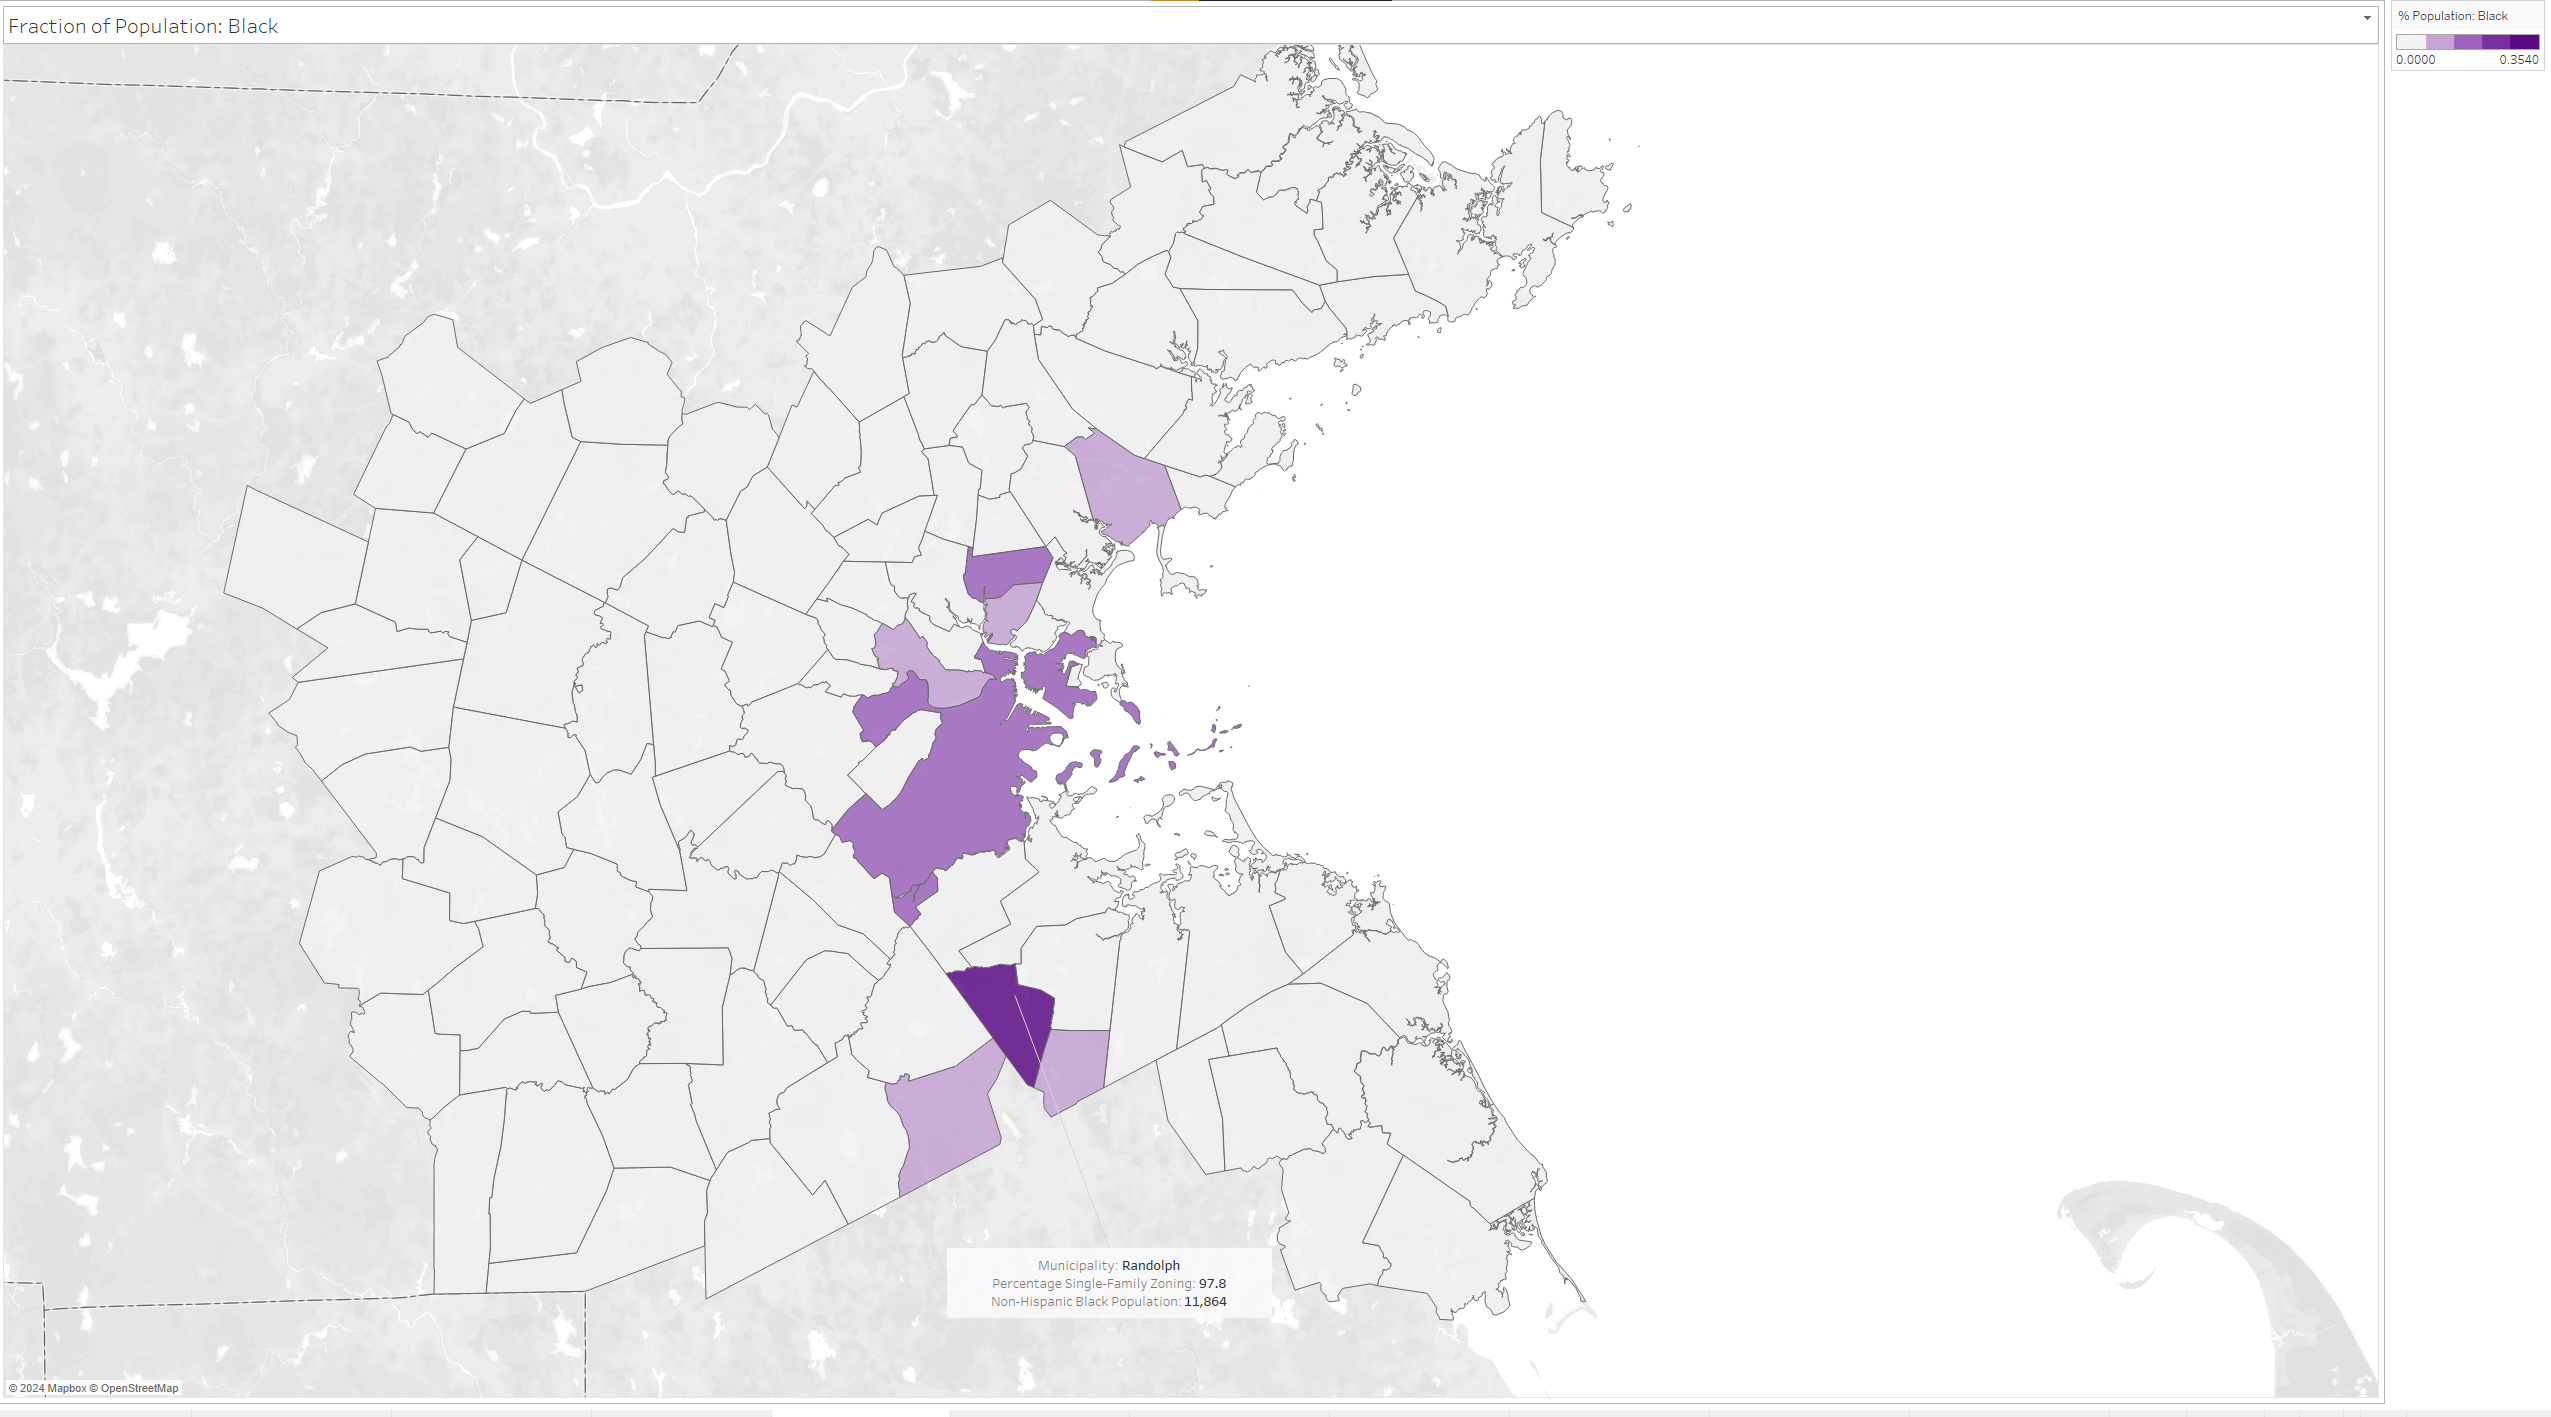 Fraction of Population: Black
% Population: Black
0.0000 0.3540
Municipality: Randolph
Percentage Single-Family Zoning: 97.8
Non-Hispanic Black Population: 11,864
© 2024 Mapbox © OpenStreetMap